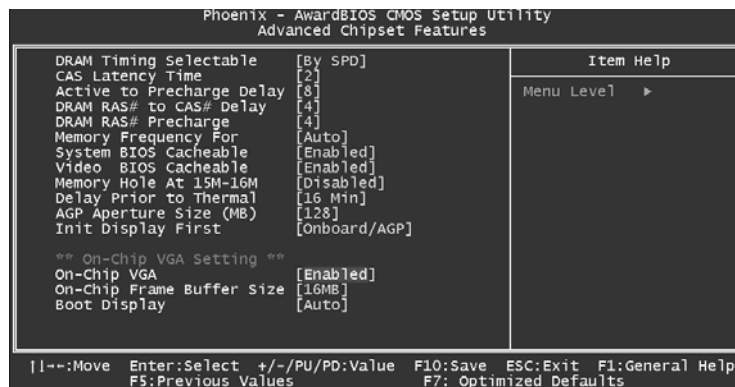 Phoenix - AwardBIOS CMOS Setup Utility
Advanced Chipset Features
DRAM Timing Selectable [By SPD]
CAS Latency Time [2]
Active to Precharge Delay [8]
DRAM RAS# to CAS# Delay [4]
DRAM RAS# Precharge [4]
Memory Frequency For [Auto]
System BIOS Cacheable [Enabled]
Video BIOS Cacheable [Enabled]
Memory Hole At 15M-16M [Disabled]
Delay Prior to Thermal [16 Min]
AGP Aperture Size (MB) [128]
Init Display First [Onboard/AGP]
** On-Chip VGA Setting **
On-Chip VGA [Enabled]
On-Chip Frame Buffer Size [16MB]
Boot Display [Auto]
Item Help
Menu Level ▶
↑↓→←:Move Enter:Select +/-/PU/PD:Value F10:Save ESC:Exit F1:General Help
F5:Previous Values F7: Optimized Defaults